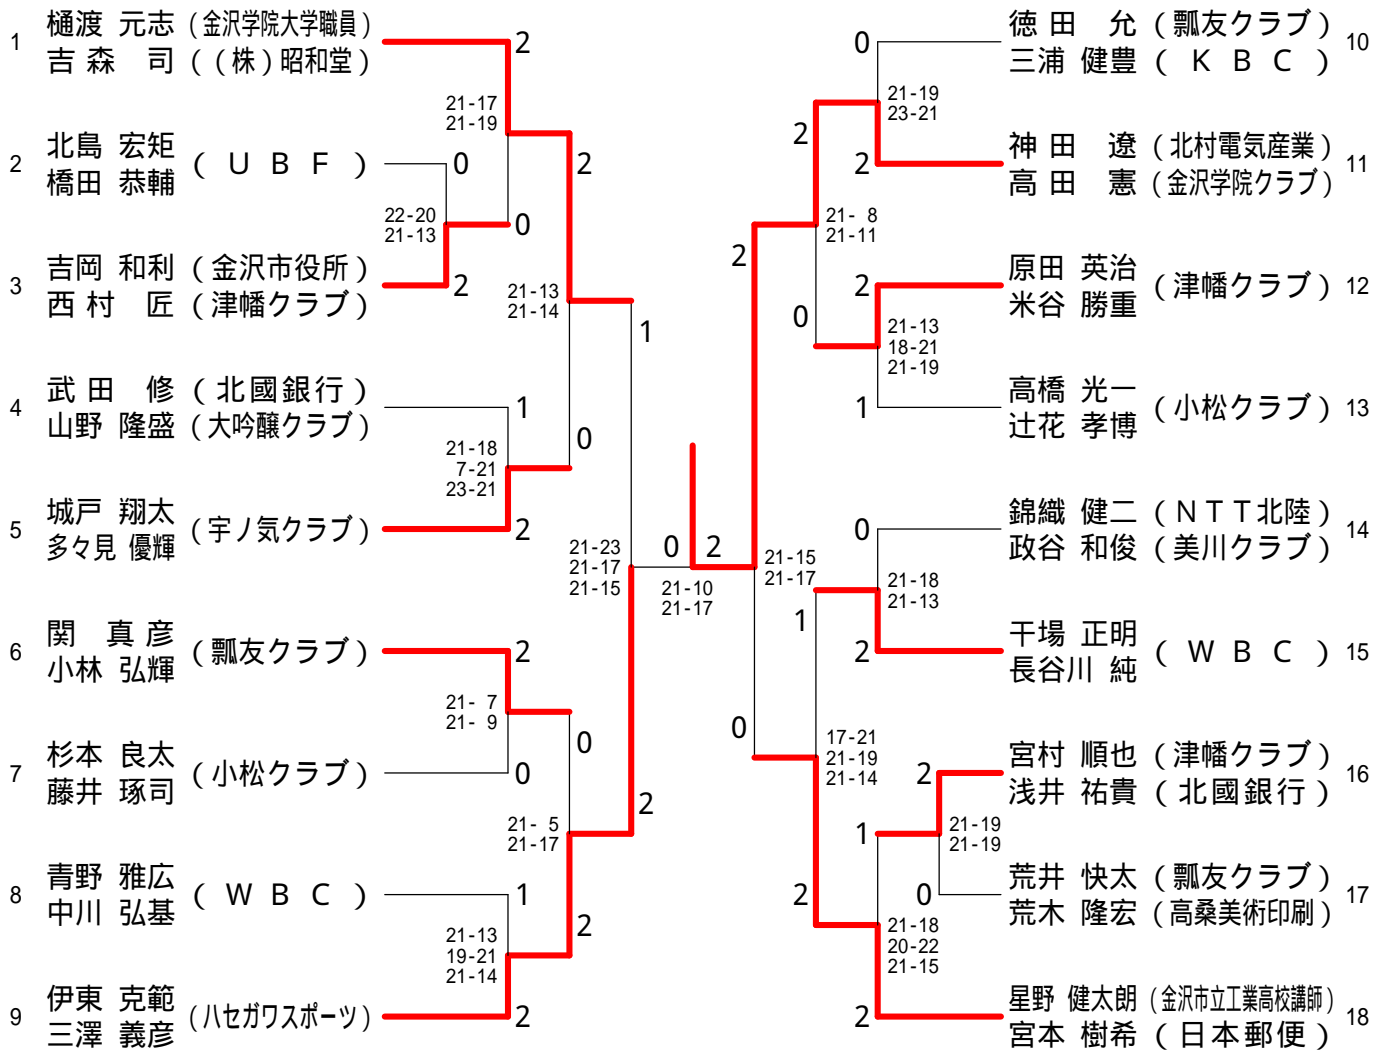 1 樋渡 元志 (金沢学院大学職員)
吉森 司 ((株)昭和堂)
2
21-17
21-19
2 北島 宏矩 (UBF)
橋田 恭輔
0
2
22-20
21-13
0
3 吉岡 和利 (金沢市役所)
西村 匠 (津幡クラブ)
2
21-13
21-14
1
4 武田 修 (北國銀行)
山野 隆盛 (大吟醸クラブ)
1
0
21-18
7-21
23-21
5 城戸 翔太 (宇ノ気クラブ)
多々見 優輝
2
21-23
21-17
21-15
0 2
21-10
21-17
6 関 真彦 (瓢友クラブ)
小林 弘輝
2
21- 7
21- 9
0
7 杉本 良太 (小松クラブ)
藤井 琢司
0
2
21- 5
21-17
8 青野 雅広 (WBC)
中川 弘基
1
2
21-13
19-21
21-14
9 伊東 克範 (ハセガワスポーツ)
三澤 義彦
2
0
徳田 允 (瓢友クラブ) 10
三浦 健豊 (KBC)
21-19
23-21
2
2
神田 遼 (北村電気産業) 11
高田 憲 (金沢学院クラブ)
21- 8
21-11
2
2
原田 英治 (津幡クラブ) 12
米谷 勝重
0
21-13
18-21
21-19
1
高橋 光一 (小松クラブ) 13
辻花 孝博
0
錦織 健二 (NTT北陸) 14
政谷 和俊 (美川クラブ)
21-15
21-17
21-18
21-13
1
2
干場 正明 (WBC) 15
長谷川 純
0
17-21
21-19
21-14
2
宮村 順也 (津幡クラブ) 16
浅井 祐貴 (北國銀行)
1
21-19
21-19
2
0
荒井 快太 (瓢友クラブ) 17
荒木 隆宏 (高桑美術印刷)
21-18
20-22
21-15
2
星野 健太朗 (金沢市立工業高校講師) 18
宮本 樹希 (日本郵便)